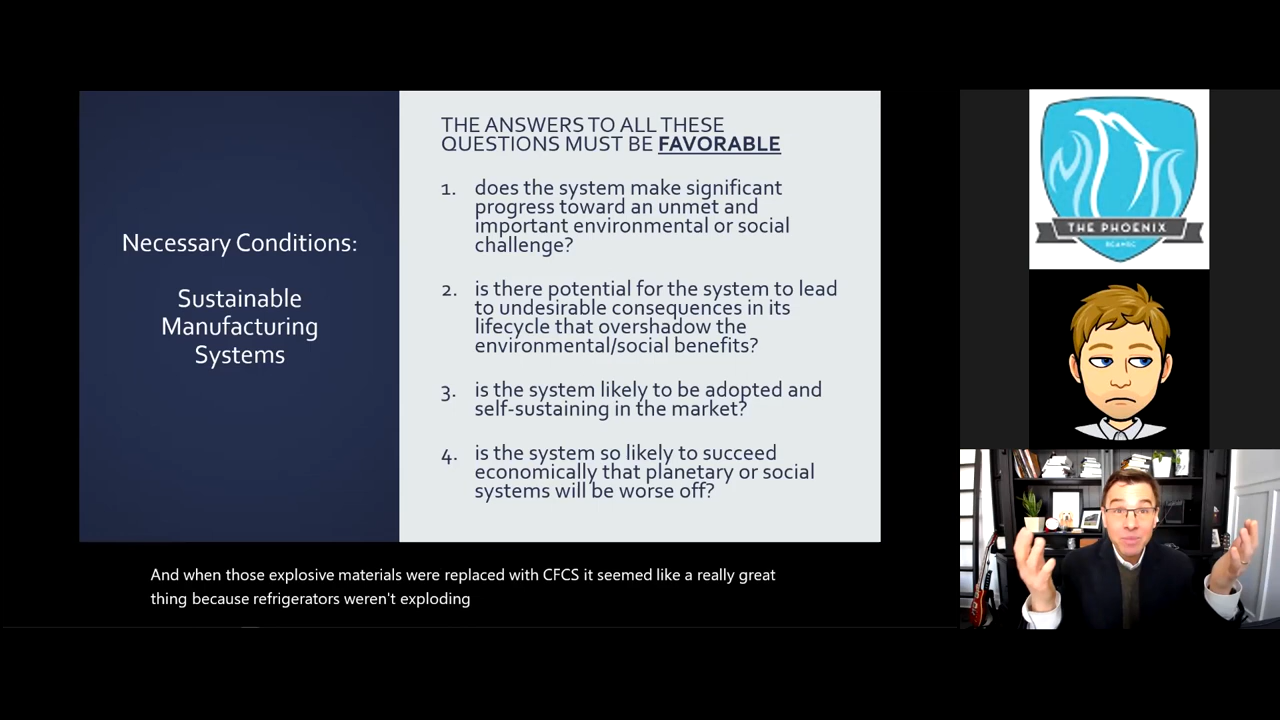 Necessary Conditions:
Sustainable
Manufacturing
Systems
THE ANSWERS TO ALL THESE
QUESTIONS MUST BE FAVORABLE
1. does the system make significant
progress toward an unmet and
important environmental or social
challenge?
2. is there potential for the system to lead
to undesirable consequences in its
lifecycle that overshadow the
environmental/social benefits?
3. is the system likely to be adopted and
self-sustaining in the market?
4. is the system so likely to succeed
economically that planetary or social
systems will be worse off?
And when those explosive materials were replaced with CFCS it seemed like a really great
thing because refrigerators weren't exploding
THE PHOENIX